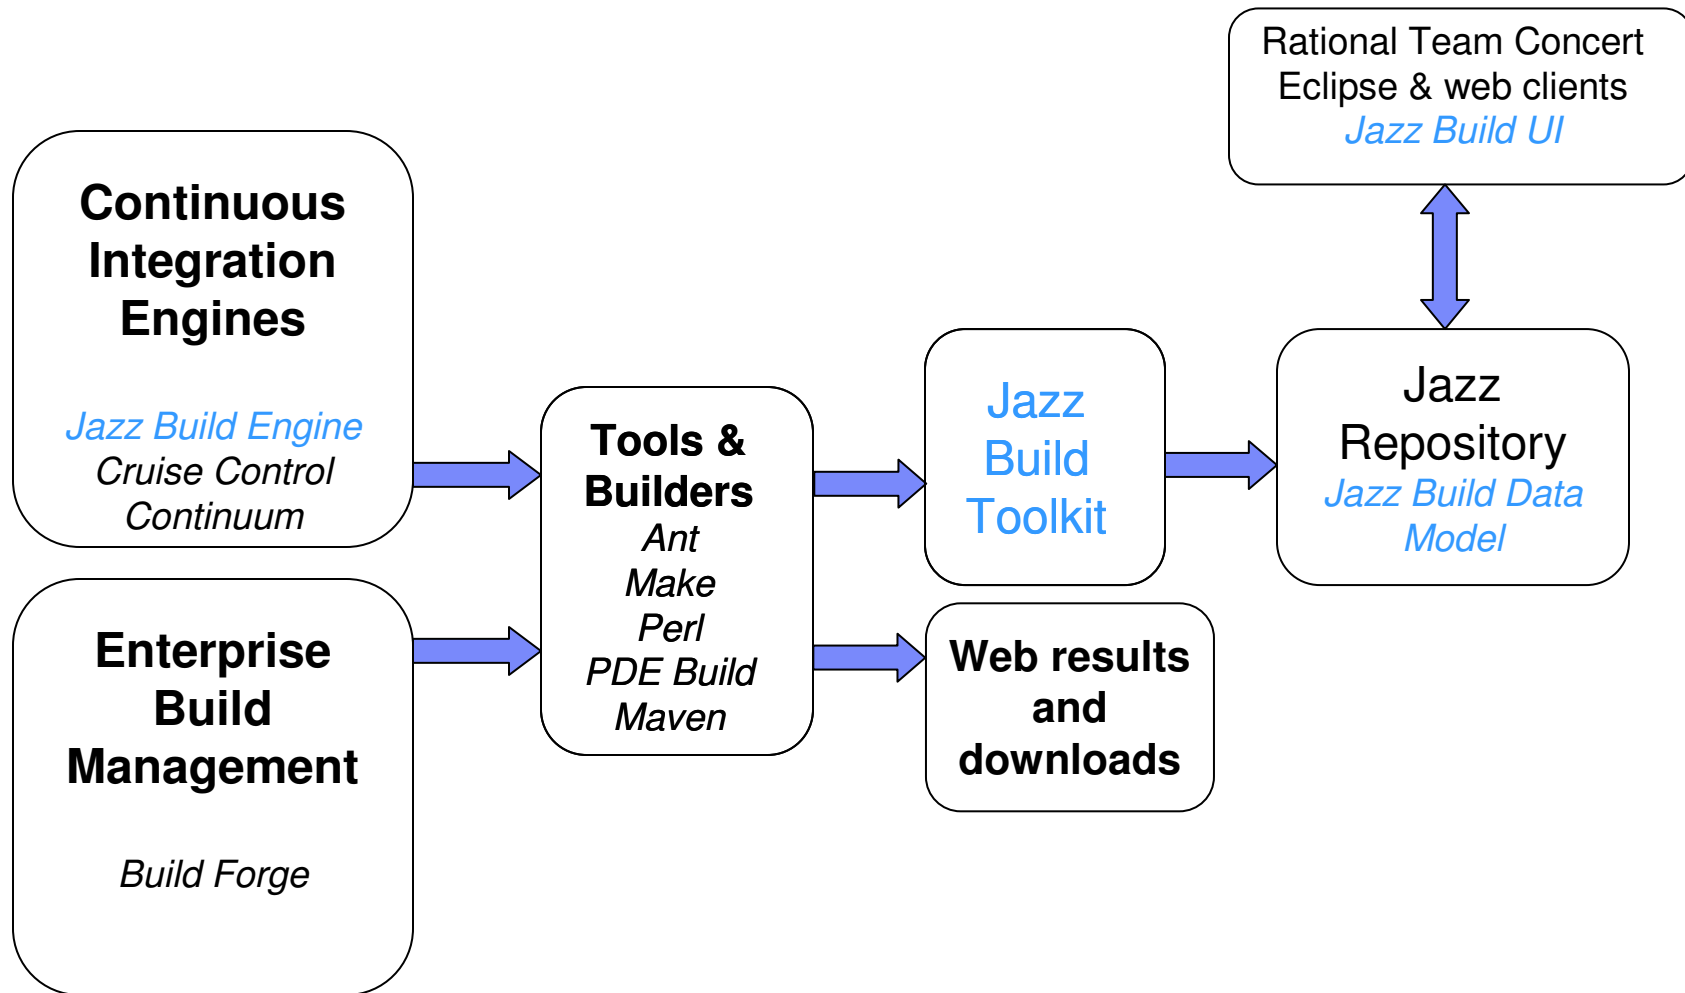 Continuous
Integration
Engines
Jazz Build Engine
Cruise Control
Continuum
Enterprise
Build
Management
Build Forge
Tools &
Builders
Ant
Make
Perl
PDE Build
Maven
Jazz
Build
Toolkit
Web results
and
downloads
Rational Team Concert
Eclipse & web clients
Jazz Build UI
Jazz
Repository
Jazz Build Data
Model